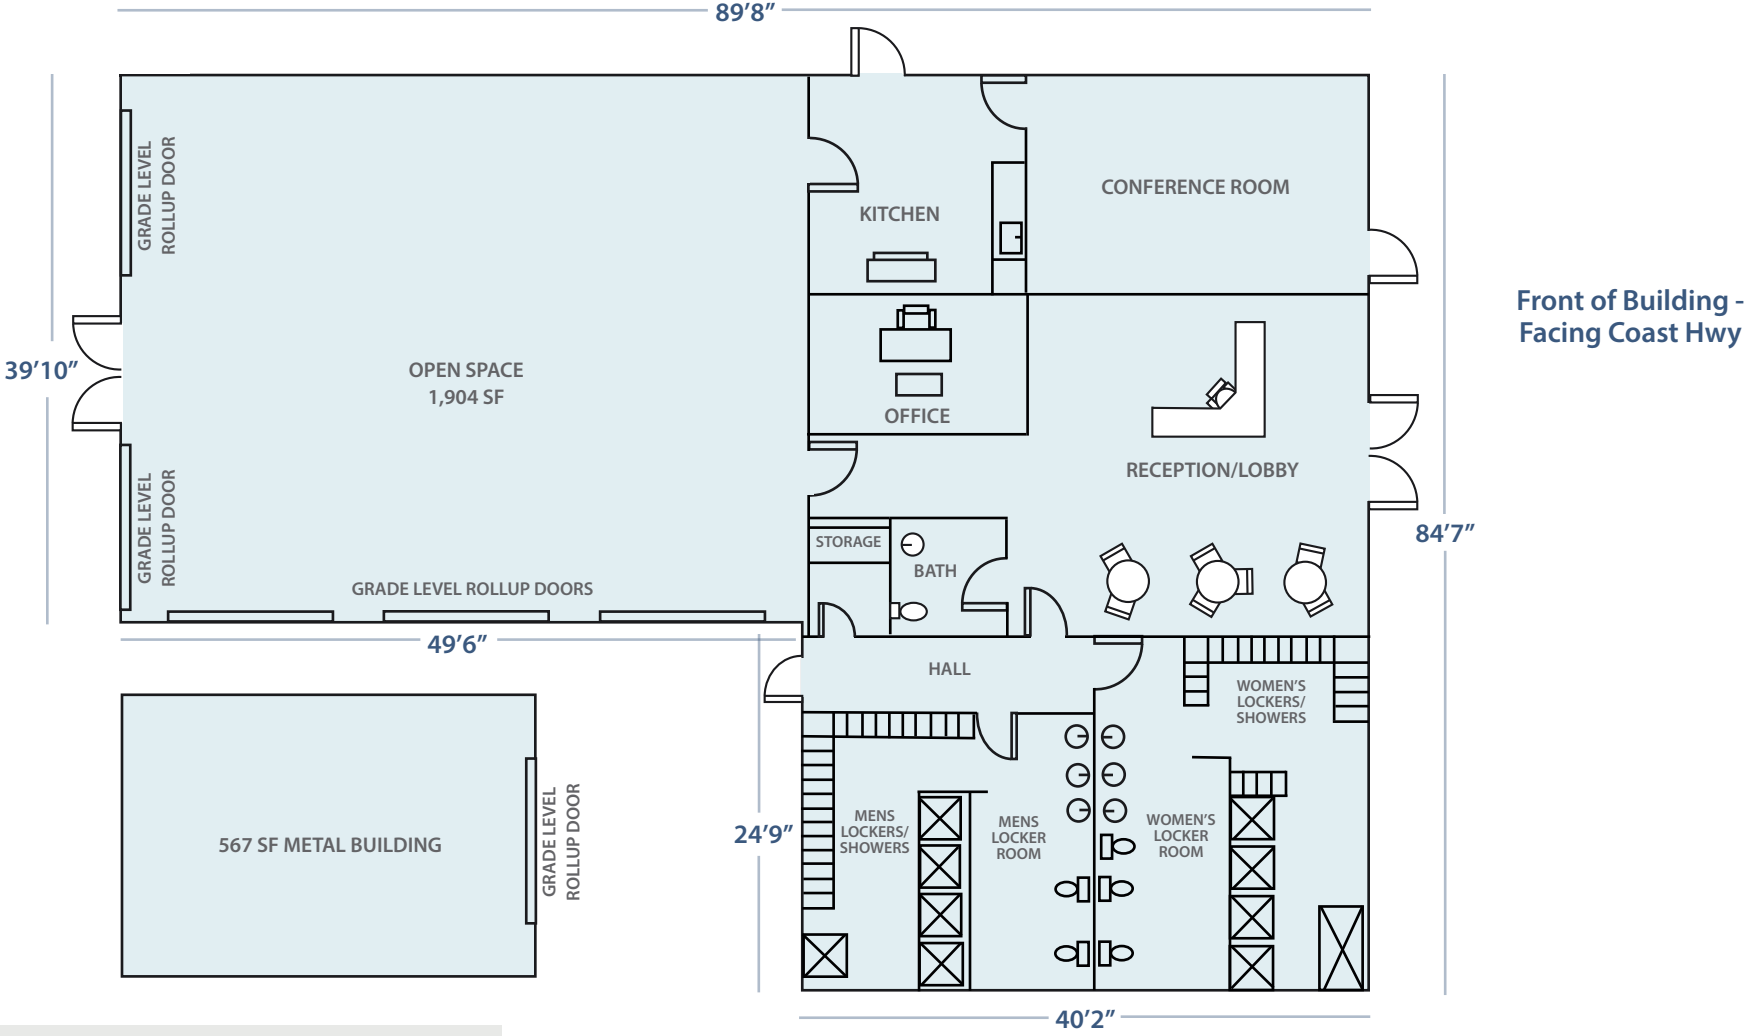 89’8”
GRADE LEVEL
ROLLUP DOOR
CONFERENCE ROOM
KITCHEN
Front of Building -
Facing Coast Hwy
39’10”
OPEN SPACE
1,904 SF
OFFICE
RECEPTION/LOBBY
GRADE LEVEL
ROLLUP DOOR
84’7”
STORAGE
BATH
GRADE LEVEL ROLLUP DOORS
49’6”
HALL
WOMEN’S
LOCKERS/
SHOWERS
567 SF METAL BUILDING
GRADE LEVEL
ROLLUP DOOR
24’9”
MENS
LOCKERS/
SHOWERS
MENS
LOCKER
ROOM
WOMEN’S
LOCKER
ROOM
40’2”